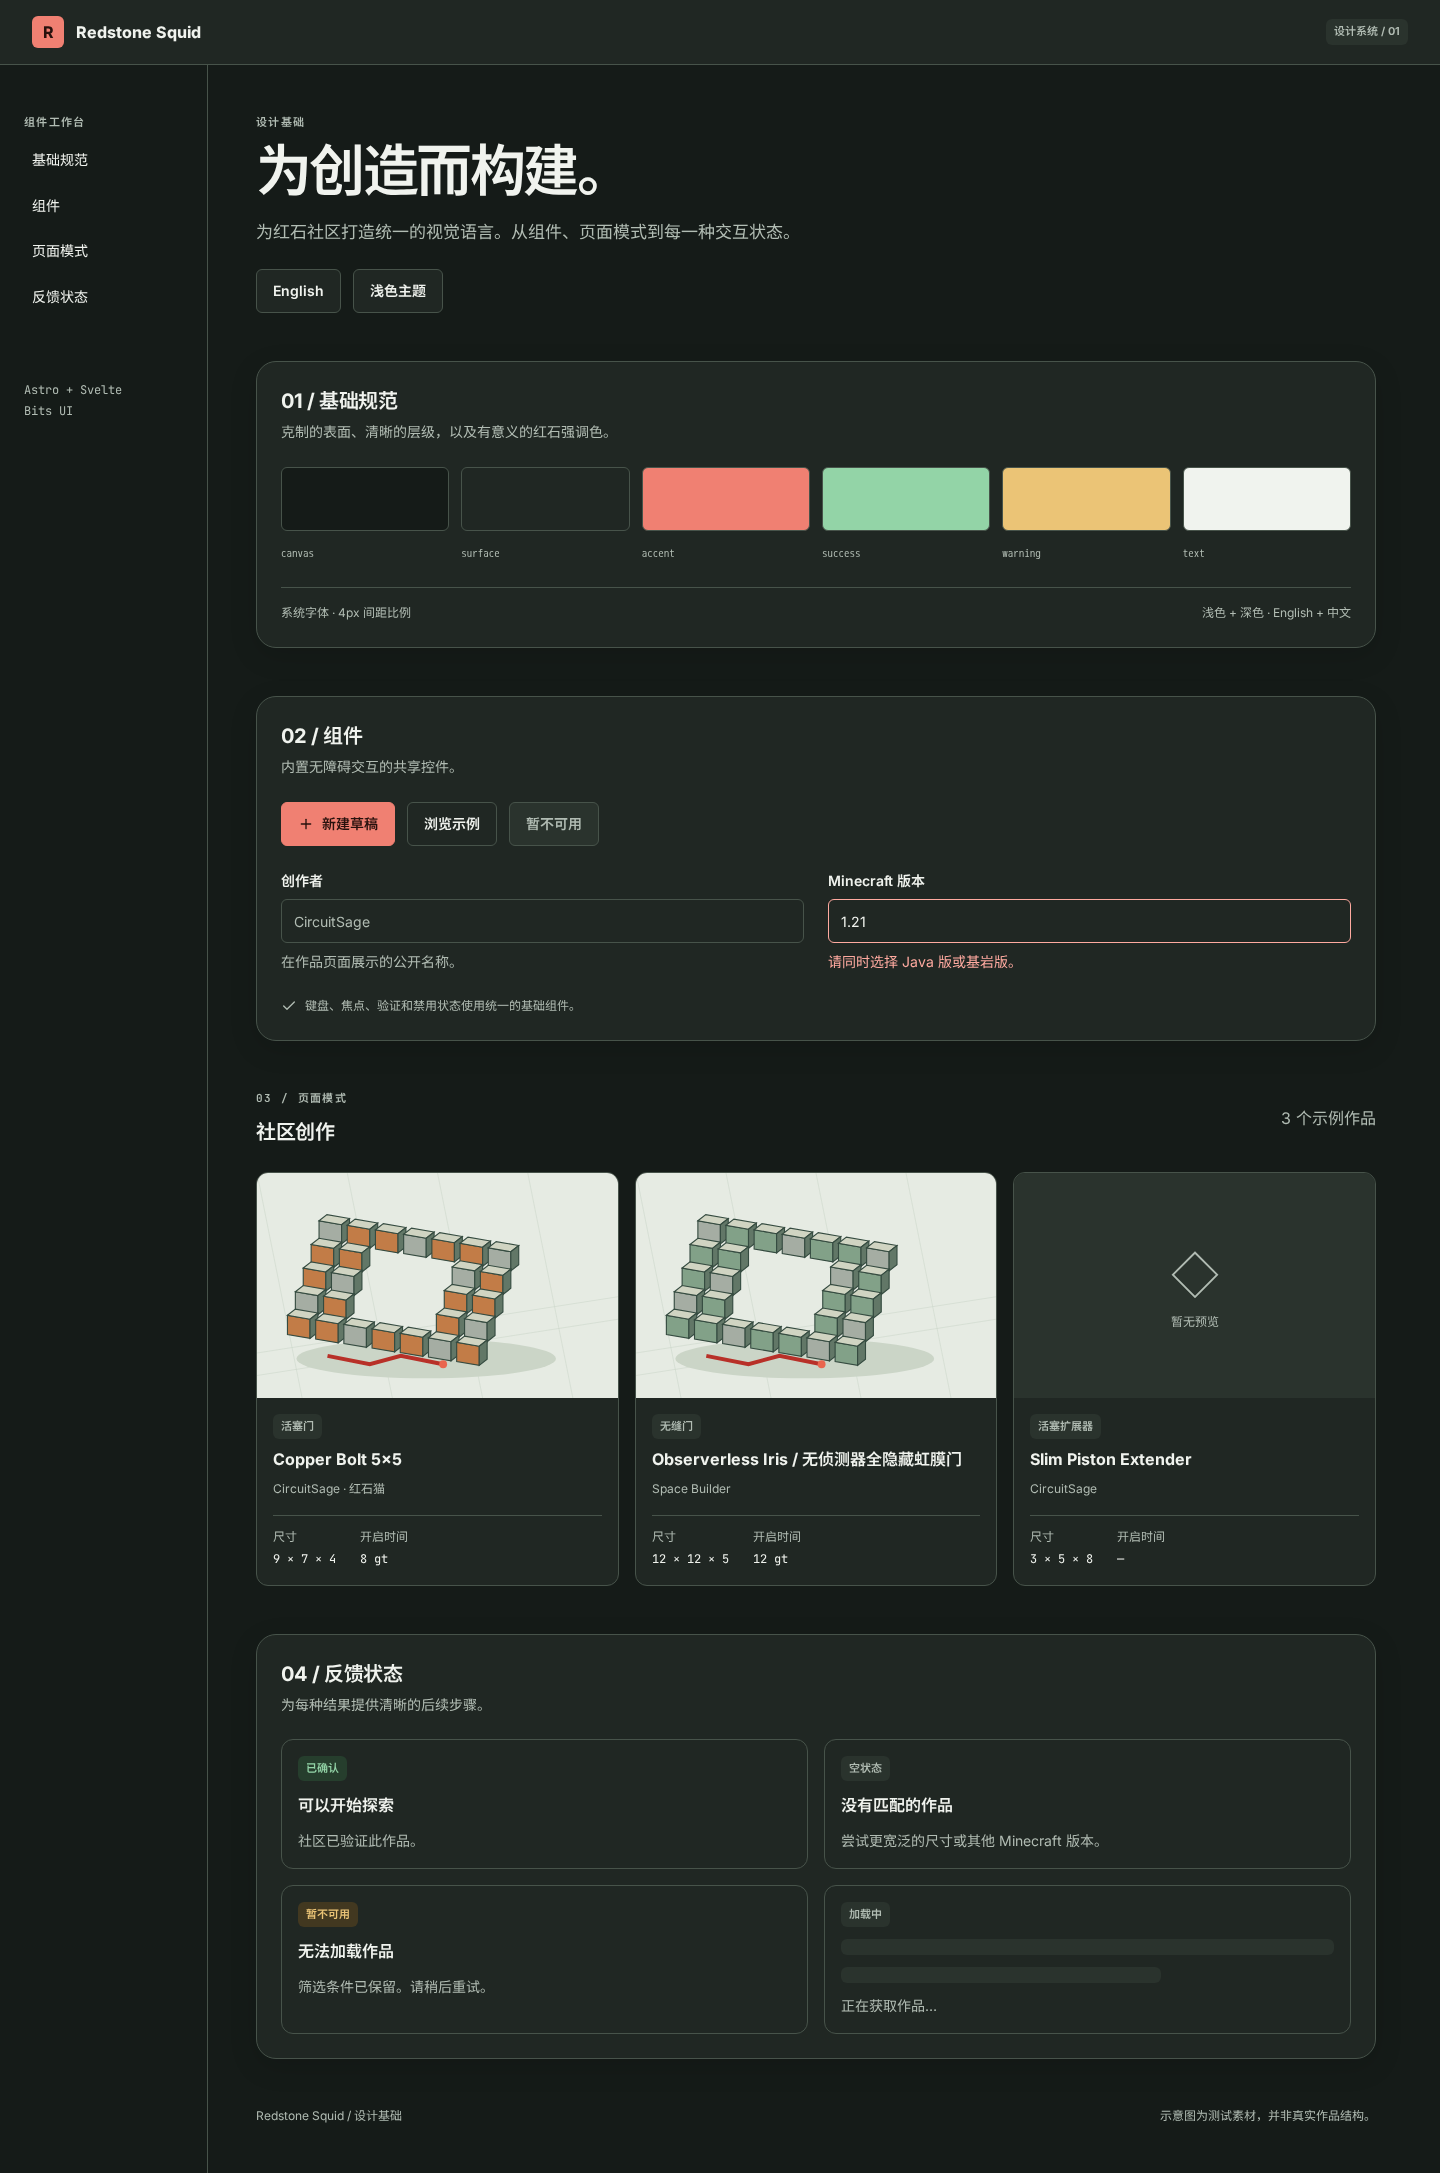 R
Redstone Squid
设计系统 / 01
组件工作台
基础规范
组件
页面模式
反馈状态
Astro + Svelte
Bits UI
设计基础
为创造而构建。
为红石社区打造统一的视觉语言。从组件、页面模式到每一种交互状态。
English
浅色主题
01 / 基础规范
克制的表面、清晰的层级，以及有意义的红石强调色。
canvas
surface
accent
success
warning
text
系统字体 · 4px 间距比例
浅色 + 深色 · English + 中文
02 / 组件
内置无障碍交互的共享控件。
新建草稿
浏览示例
暂不可用
创作者
Minecraft 版本
CircuitSage
1.21
在作品页面展示的公开名称。
请同时选择 Java 版或基岩版。
键盘、焦点、验证和禁用状态使用统一的基础组件。
03 / 页面模式
社区创作
3 个示例作品
暂无预览
活塞门
Copper Bolt 5×5
CircuitSage · 红石猫
尺寸
开启时间
9 × 7 × 4
8 gt
无缝门
Observerless Iris / 无侦测器全隐藏虹膜门
Space Builder
尺寸
开启时间
12 × 12 × 5
12 gt
活塞扩展器
Slim Piston Extender
CircuitSage
尺寸
开启时间
3 × 5 × 8
—
04 / 反馈状态
为每种结果提供清晰的后续步骤。
已确认
可以开始探索
社区已验证此作品。
空状态
没有匹配的作品
尝试更宽泛的尺寸或其他 Minecraft 版本。
暂不可用
无法加载作品
筛选条件已保留。请稍后重试。
加载中
正在获取作品...
Redstone Squid / 设计基础
示意图为测试素材，并非真实作品结构。